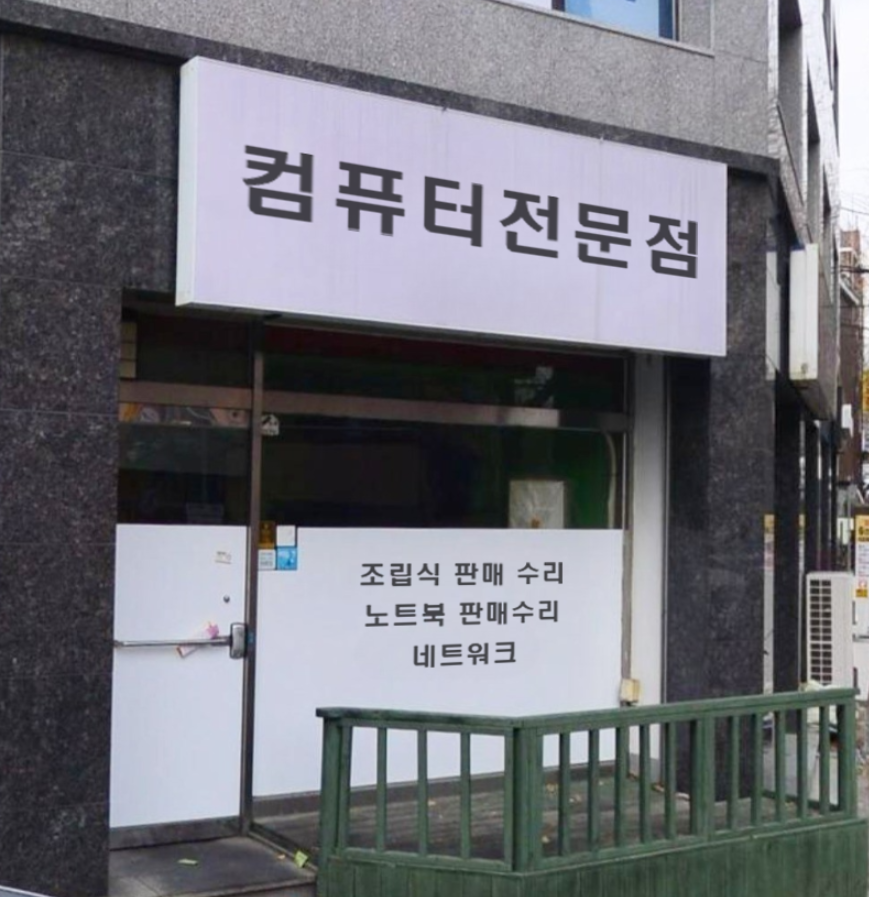 컴퓨터전문점
조립식 판매 수리
노트북 판매수리
네트워크